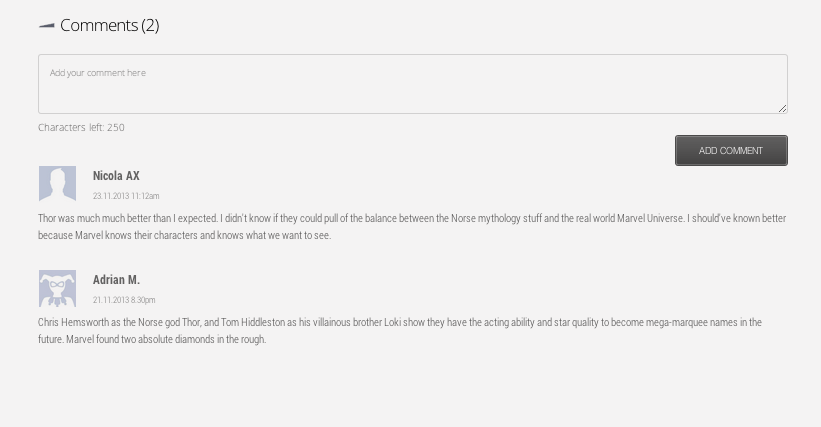 Comments (2)
Add your comment here
Characters left: 250
ADD COMMENT
Nicola AX
23.11.2013 11:12am
Thor was much much better than I expected. I didn't know if they could pull of the balance between the Norse mythology stuff and the real world Marvel Universe. I should've known better
because Marvel knows their characters and knows what we want to see.
Adrian M.
21.11.2013 8.30pm
Chris Hemsworth as the Norse god Thor, and Tom Hiddleston as his villainous brother Loki show they have the acting ability and star quality to become mega-marquee names in the
future. Marvel found two absolute diamonds in the rough.